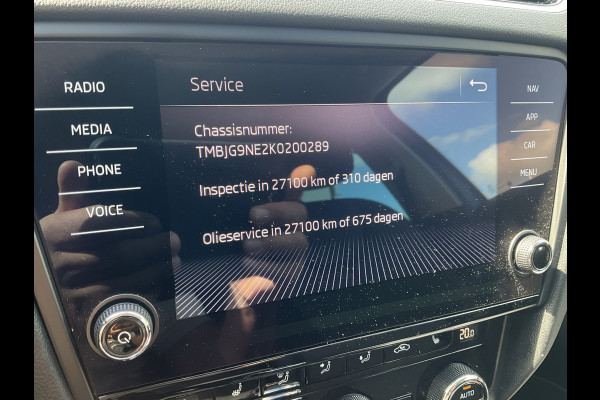 RADIO
MEDIA
PHONE
VOICE
Service
Chassisnummer:
TMBJG9NE2K0200289
Inspectie in 27100 km of 310 dagen
Olieservice in 27100 km of 675 dagen
NAV
APP
CAR
MENU
20.0
AUTO